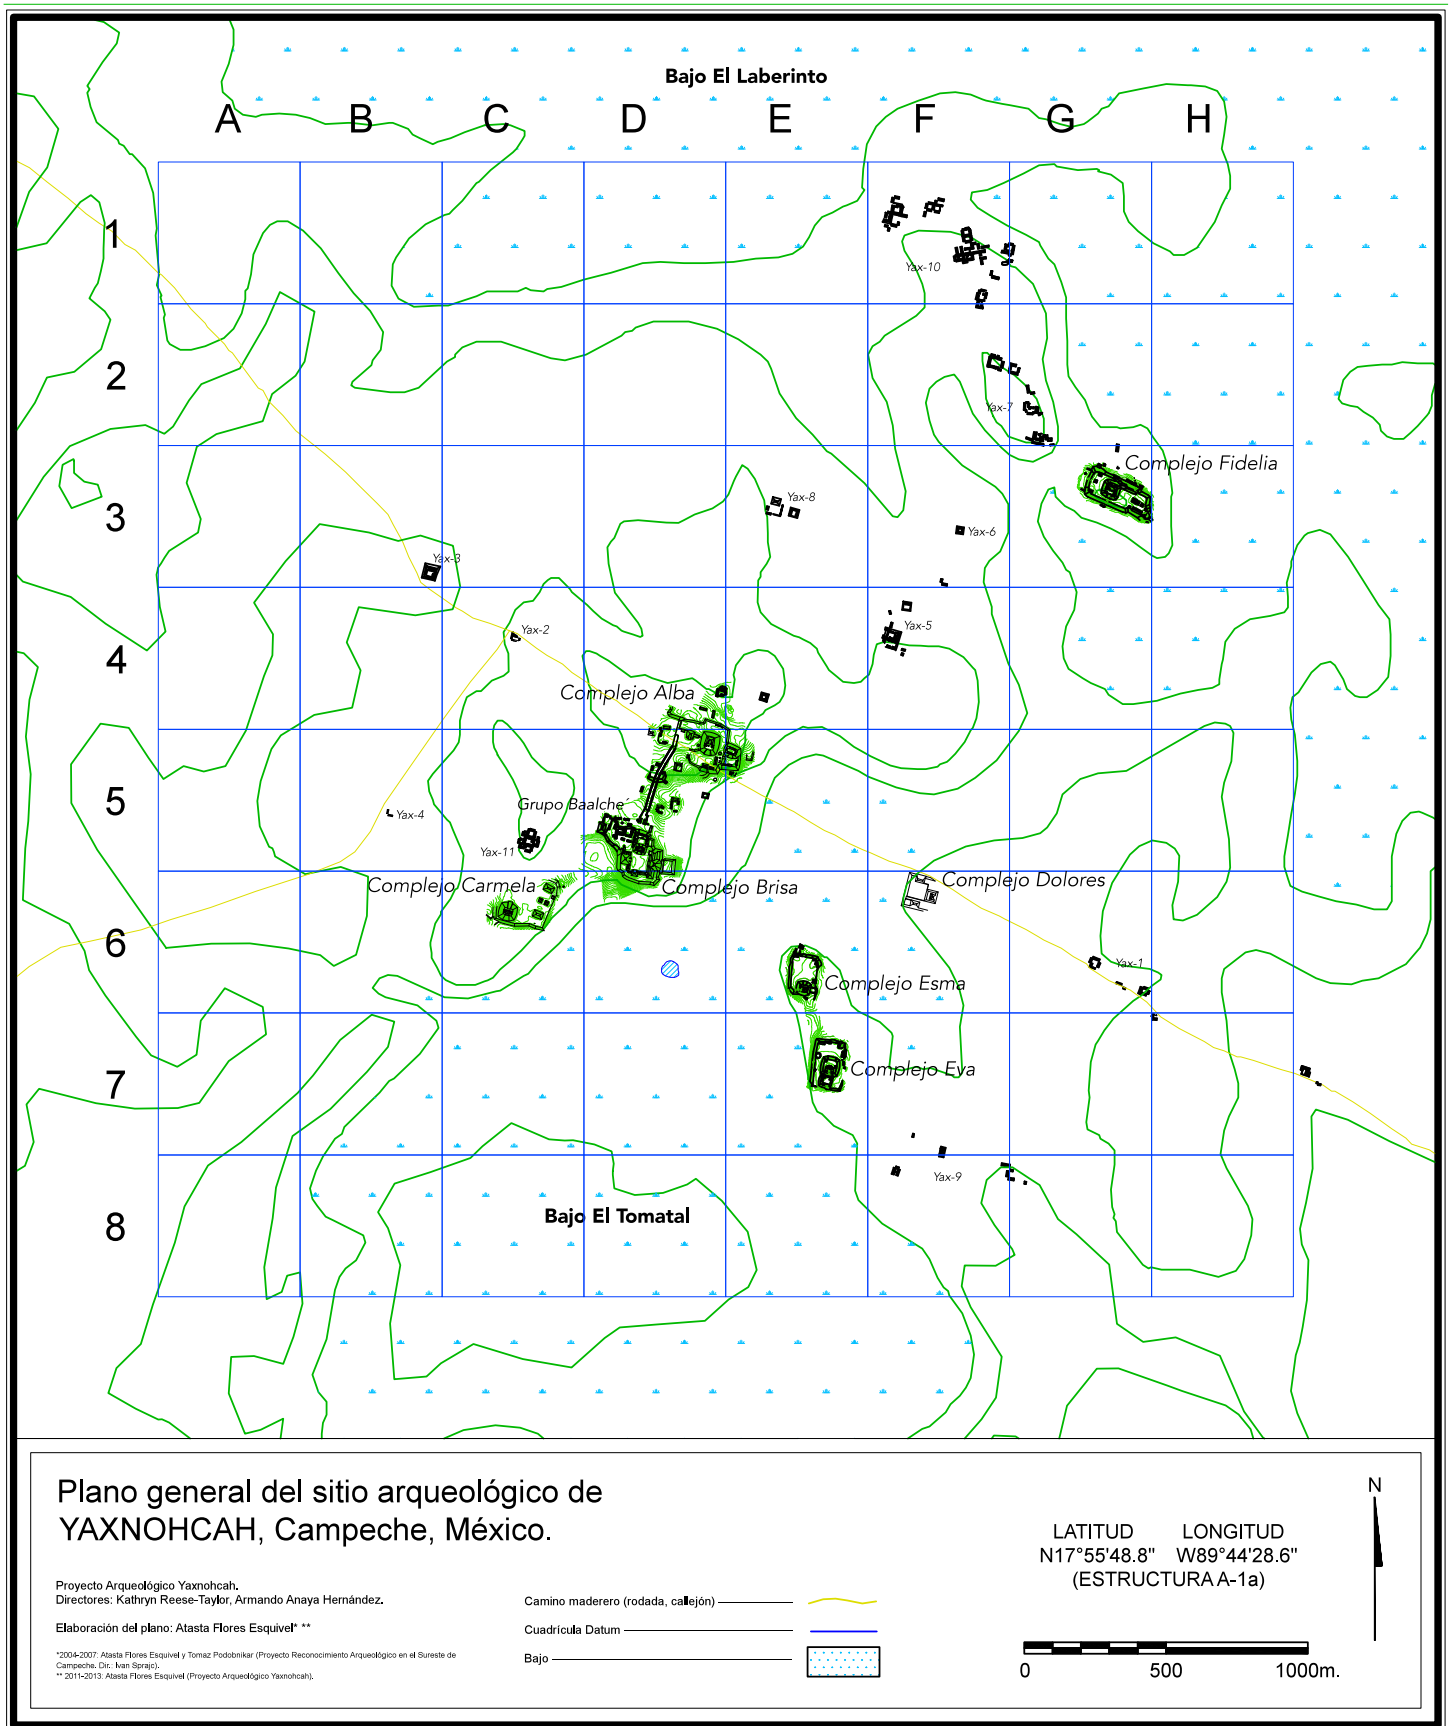 Bajo El Laberinto
A B C D E F G H
1
Yax-10
2
Yax-7
Complejo Fidelia
3
Yax-8
Yax-6
Yax-3
Yax-2
Yax-5
4
Complejo Alba
5
Grupo Baalche´
Yax-4
Yax-11
Complejo Carmela
Complejo Brisa
Complejo Dolores
6
Yax-1
Complejo Esma
Complejo Eva
7
Yax-9
8
Bajo El Tomatal
Plano general del sitio arqueológico de
YAXNOHCAH, Campeche, México.
Proyecto Arqueológico Yaxnohcah.
Directores: Kathryn Reese-Taylor, Armando Anaya Hernández.
Elaboración del plano: Atasta Flores Esquivel* **
*2004-2007: Atasta Flores Esquivel y Tomaz Podobnikar (Proyecto Reconocimiento Arqueológico en el Sureste de
Campeche. Dir.: Ivan Sprajc).
** 2011-2013: Atasta Flores Esquivel (Proyecto Arqueológico Yaxnohcah).
Camino maderero (rodada, callejón)
Cuadrícula Datum
Bajo
LATITUD LONGITUD
N17°55'48.8" W89°44'28.6"
(ESTRUCTURA A-1a)
N
0 500 1000m.